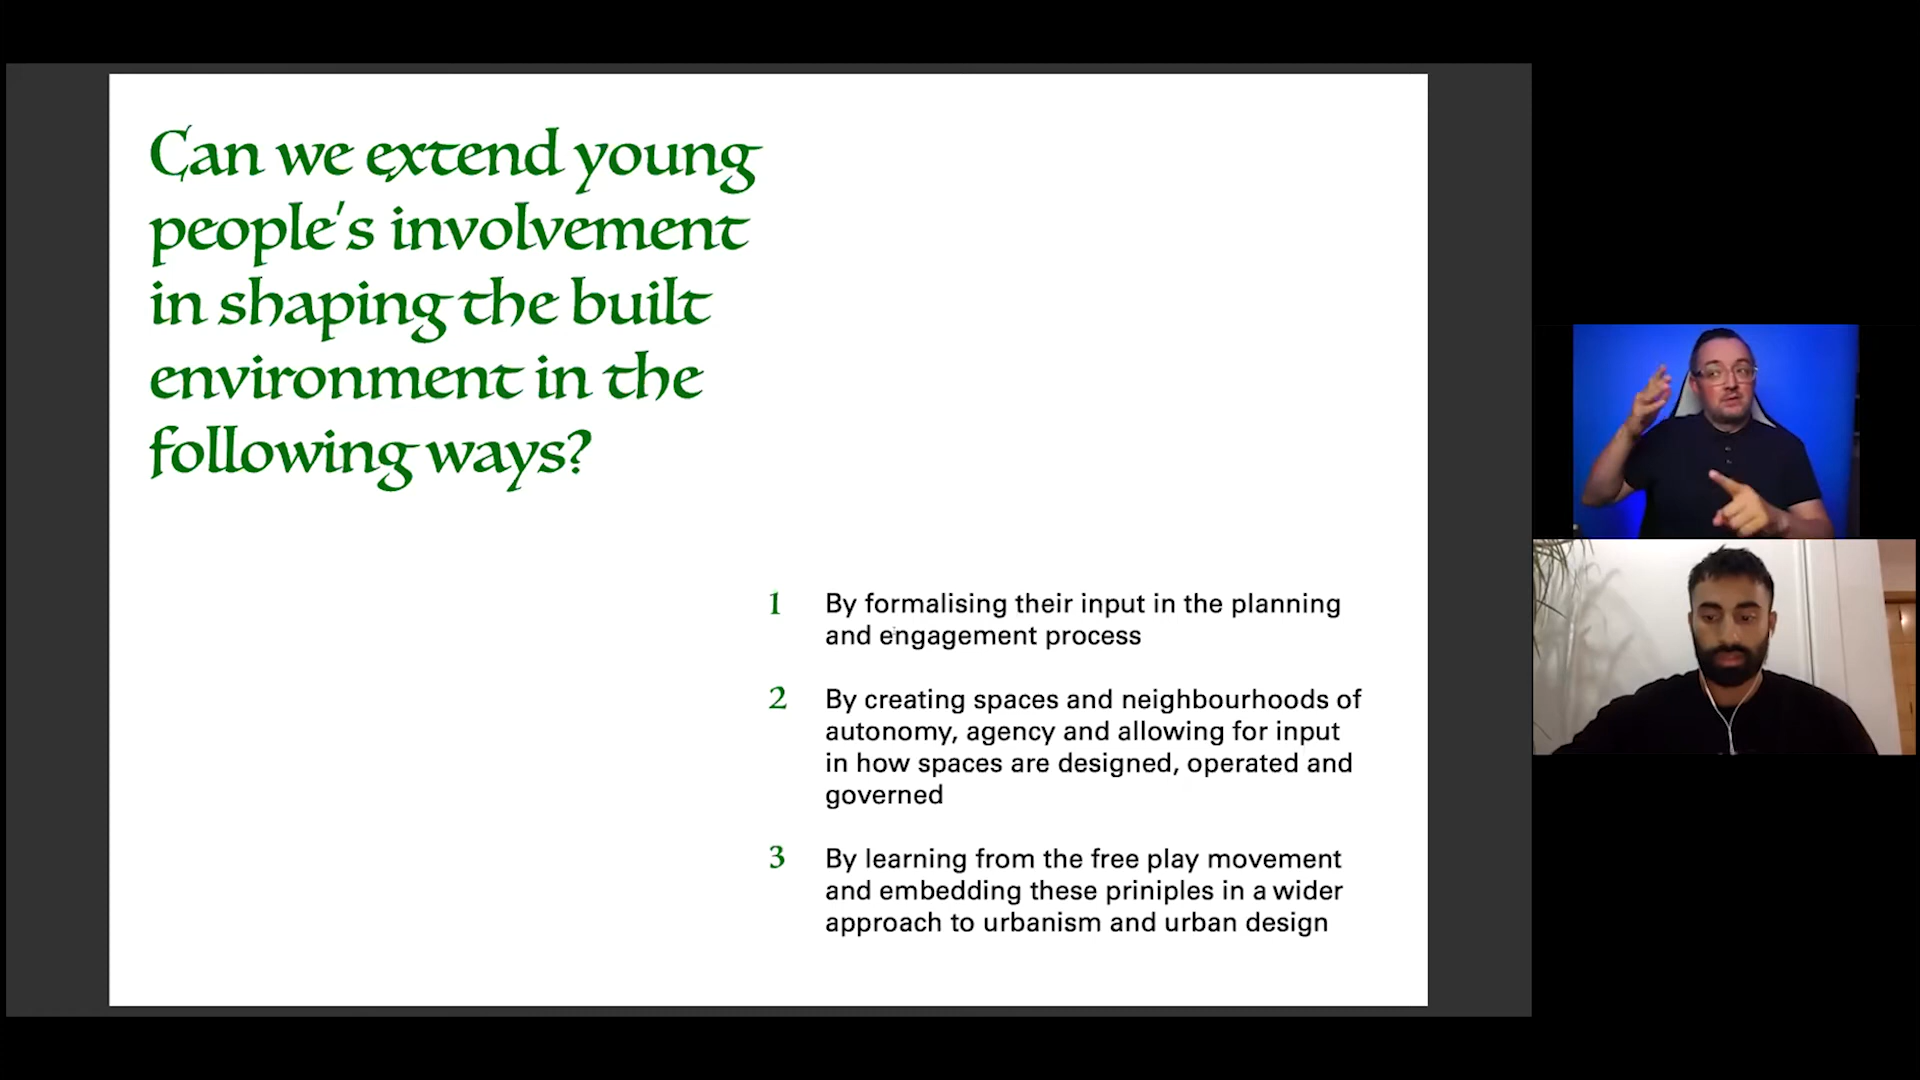 Can we extend young
people's involvement
in shaping the built
environment in the
following ways?
1 By formalising their input in the planning
and engagement process
2 By creating spaces and neighbourhoods of
autonomy, agency and allowing for input
in how spaces are designed, operated and
governed
3 By learning from the free play movement
and embedding these priniples in a wider
approach to urbanism and urban design